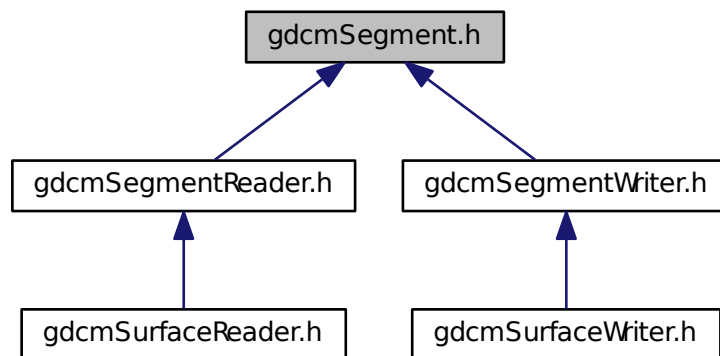 gdcmSegment.h
gdcmSegmentReader.h
gdcmSegmentWriter.h
gdcmSurfaceReader.h
gdcmSurfaceWriter.h